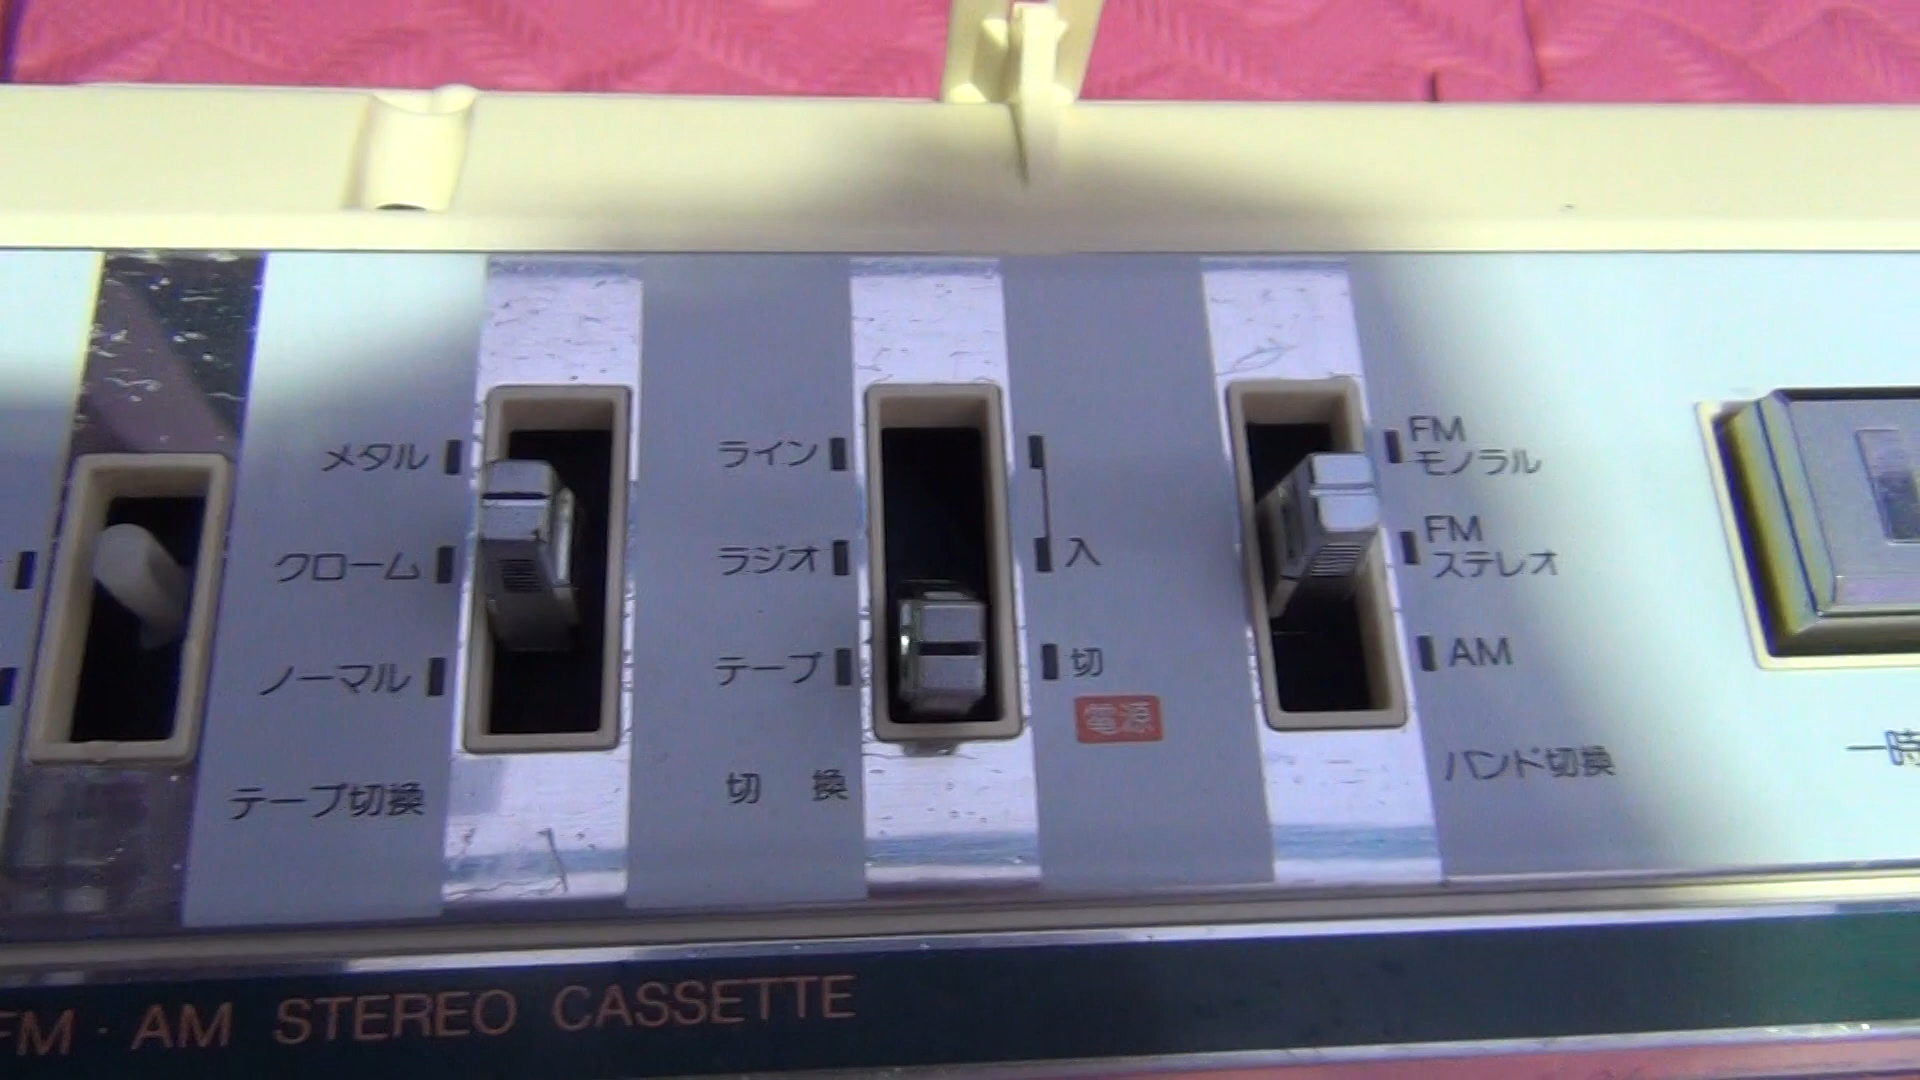 メタル
クローム
ノーマル
テープ切換
ライン
ラジオ
テープ
切 換
入
切
電源
FM
モノラル
FM
ステレオ
AM
バンド切換
一時
FM · AM STEREO CASSETTE